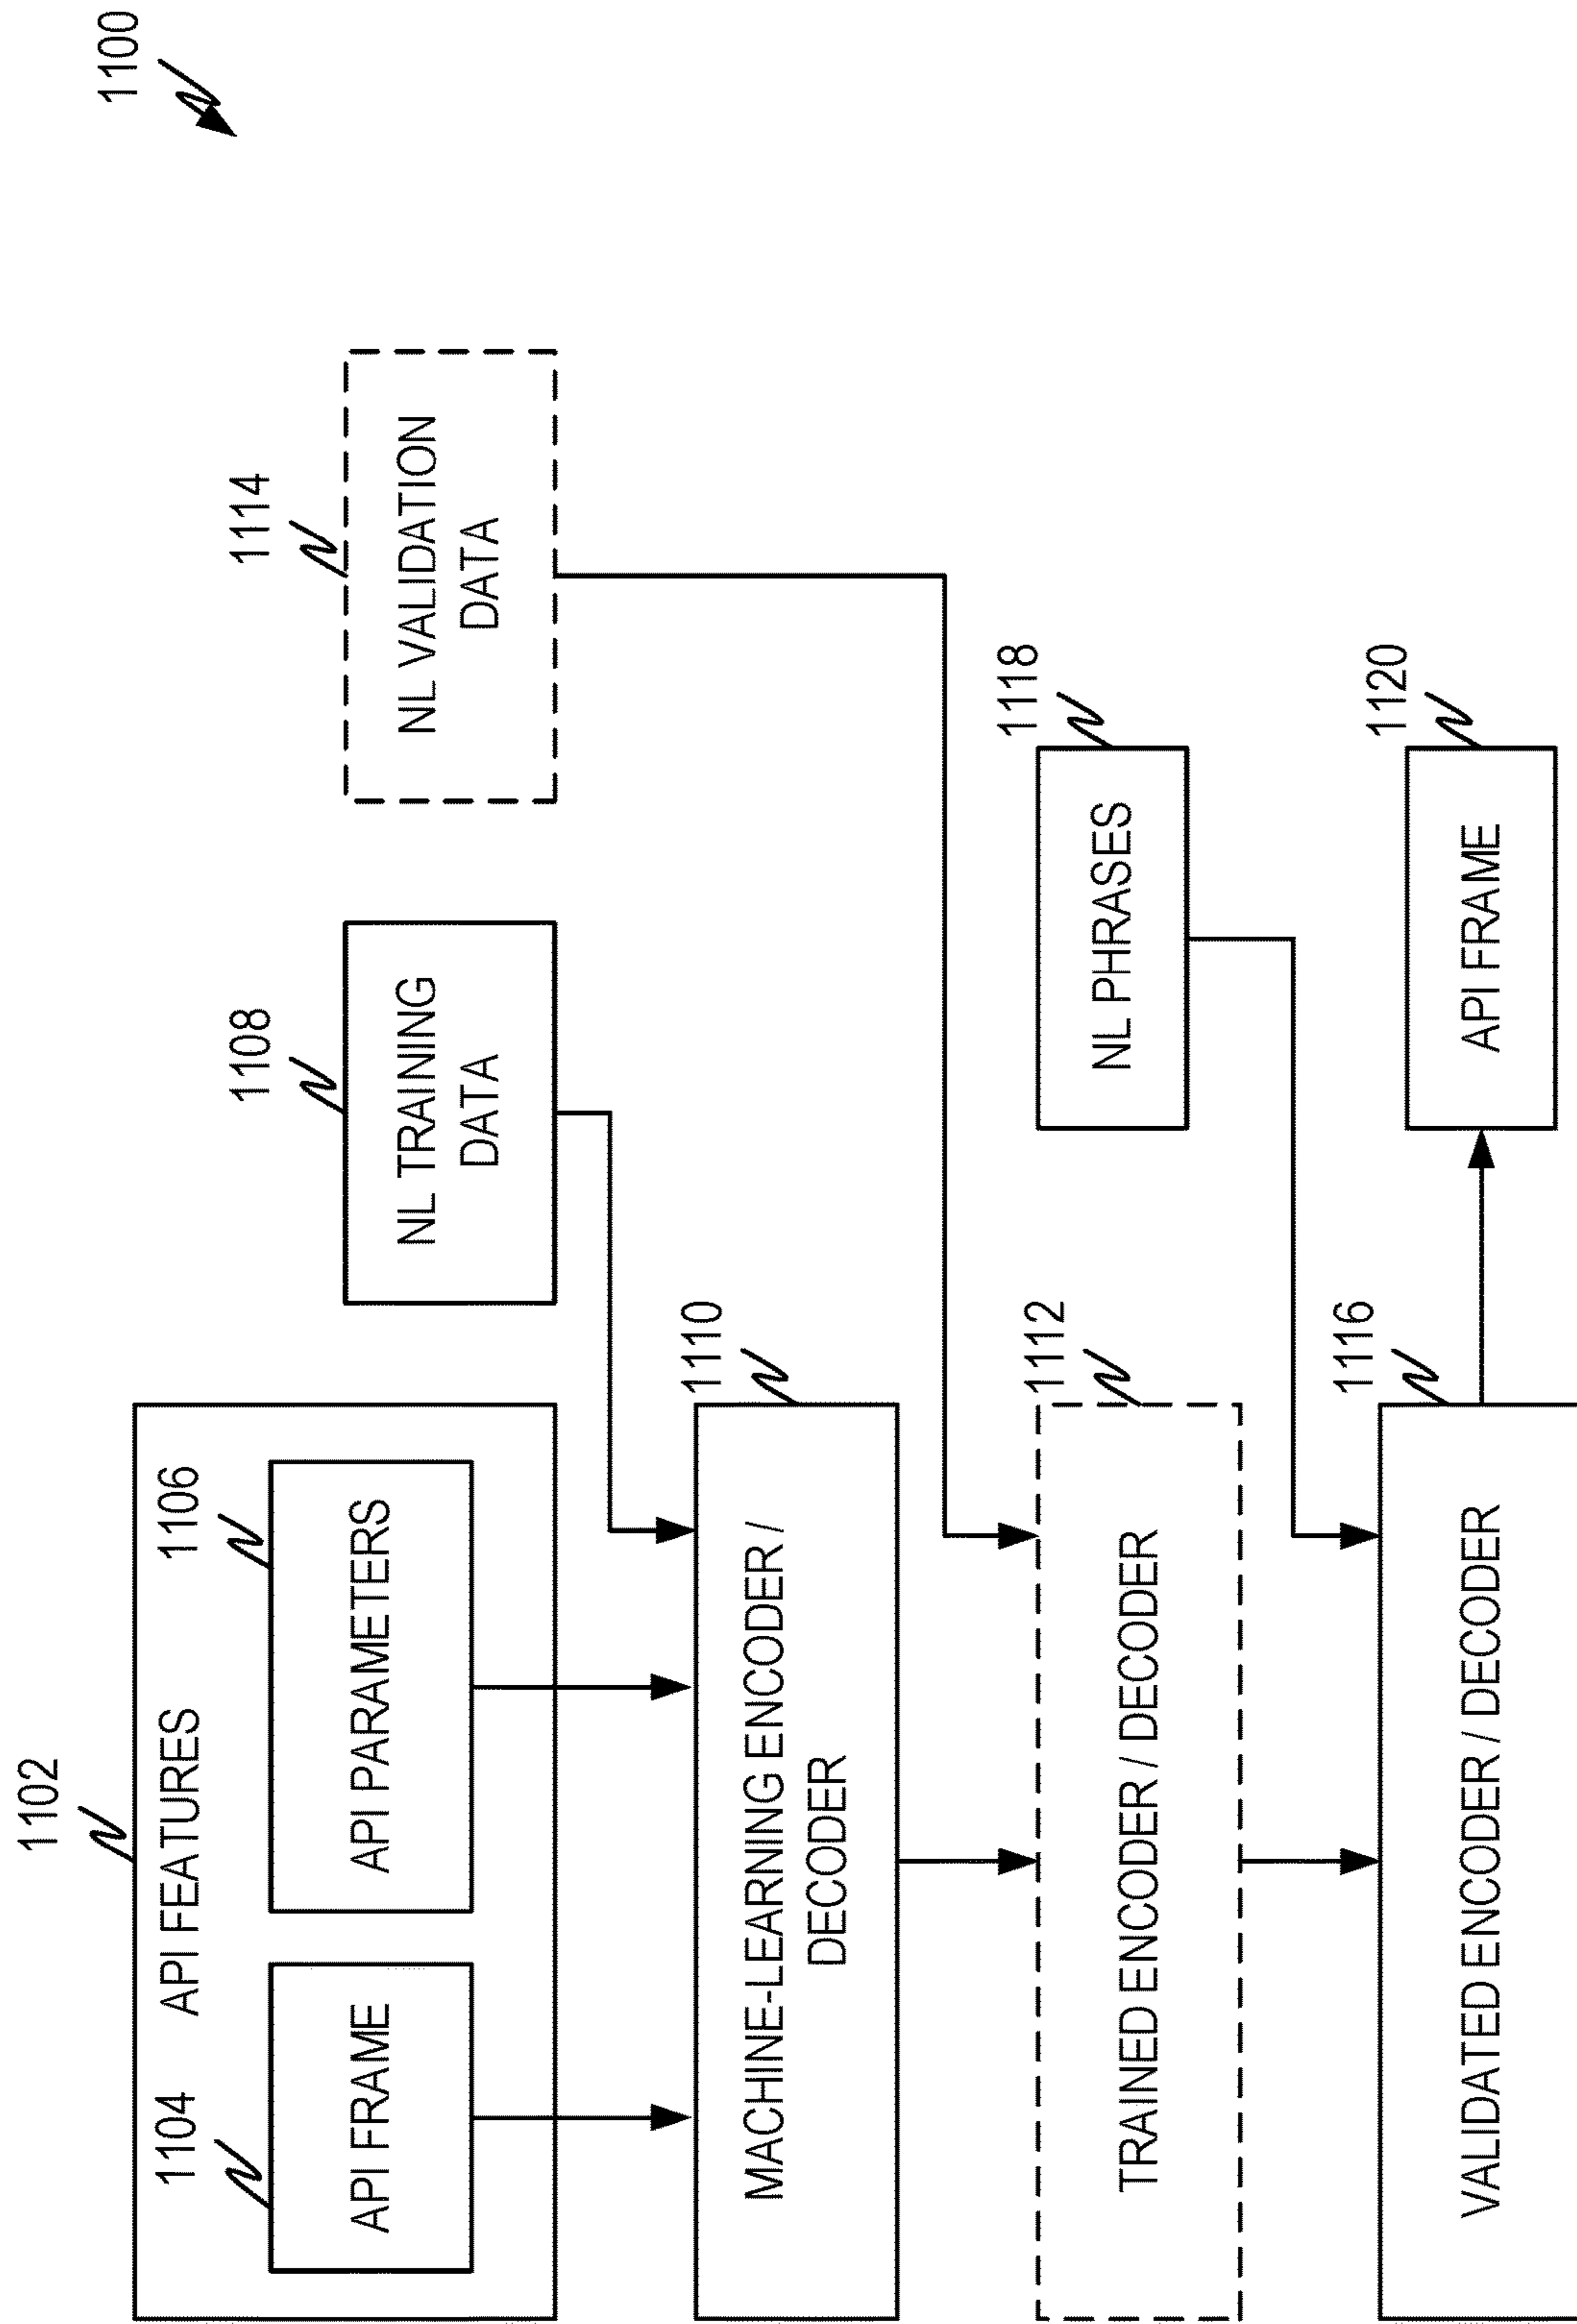 1100
1102
API FEATURES
1104
API FRAME
1106
API PARAMETERS
1108
NL TRAINING
DATA
1114
NL VALIDATION
DATA
1110
MACHINE-LEARNING ENCODER /
DECODER
1112
TRAINED ENCODER / DECODER
1118
NL PHRASES
1116
VALIDATED ENCODER / DECODER
1120
API FRAME